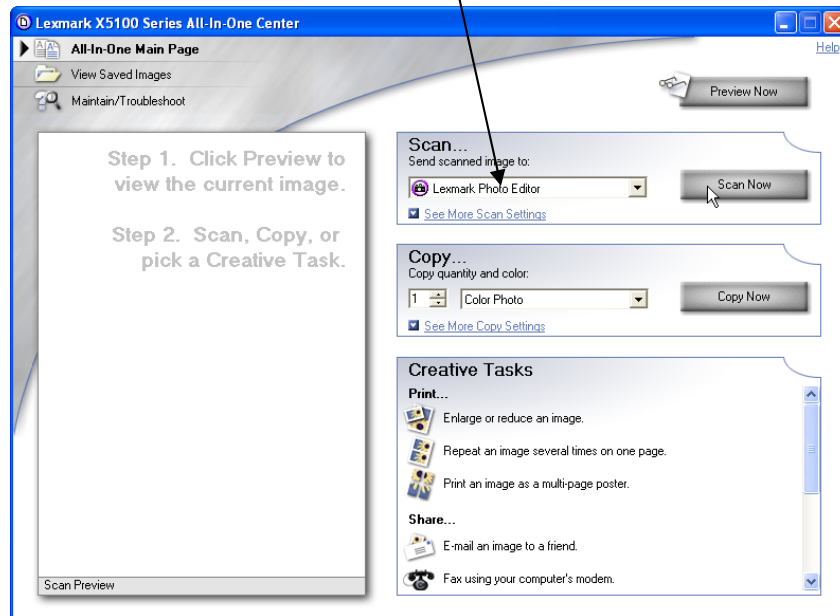 Lexmark X5100 Series All-In-One Center
All-In-One Main Page
Help
View Saved Images
Maintain/Troubleshoot
Preview Now
Step 1. Click Preview to
view the current image.
Step 2. Scan, Copy, or
pick a Creative Task.
Scan Preview
Scan...
Send scanned image to:
Lexmark Photo Editor
Scan Now
See More Scan Settings
Copy...
Copy quantity and color:
1
Color Photo
Copy Now
See More Copy Settings
Creative Tasks
Print...
Enlarge or reduce an image.
Repeat an image several times on one page.
Print an image as a multi-page poster.
Share...
E-mail an image to a friend.
Fax using your computer's modem.